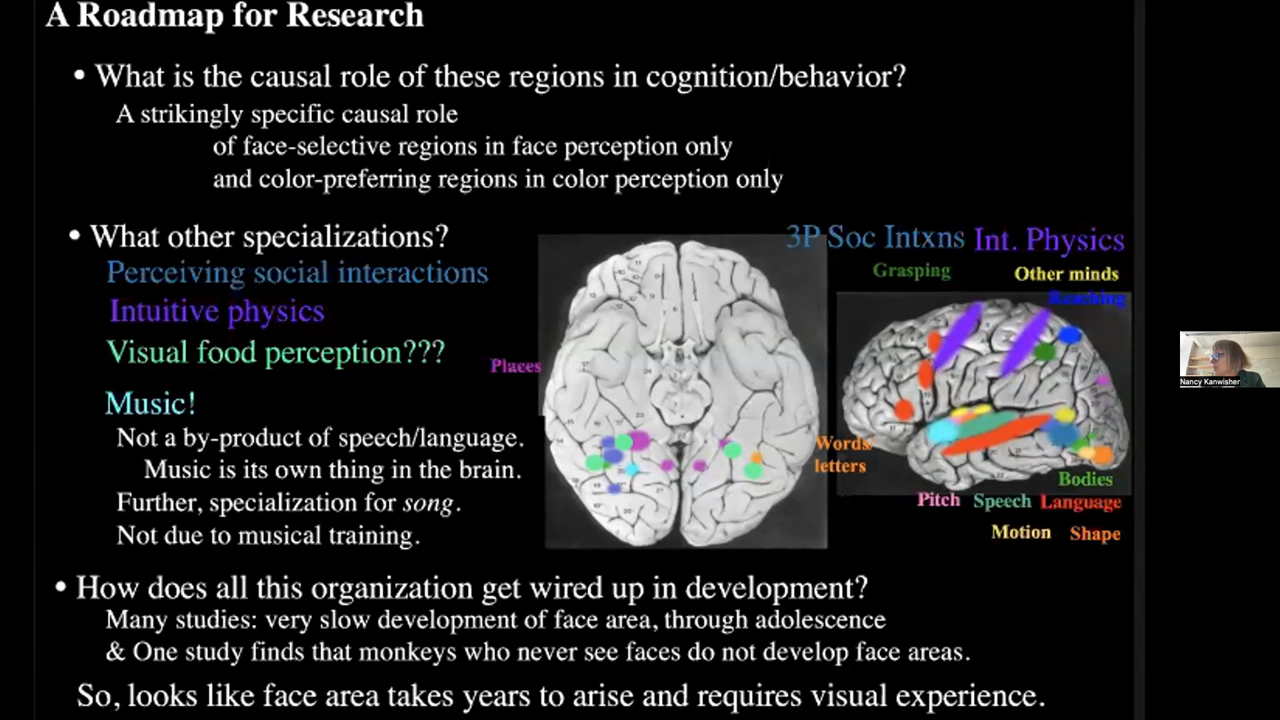 A Roadmap for Research
• What is the causal role of these regions in cognition/behavior?
A strikingly specific causal role
of face-selective regions in face perception only
and color-preferring regions in color perception only
• What other specializations?
Perceiving social interactions
Intuitive physics
Visual food perception???
Music!
Not a by-product of speech/language.
Music is its own thing in the brain.
Further, specialization for song.
Not due to musical training.
Places
3P Soc Intxns Int. Physics
Grasping Other minds
Reaching
Words/
letters
Bodies
Pitch Speech Language
Motion Shape
Nancy Kanwisher
• How does all this organization get wired up in development?
Many studies: very slow development of face area, through adolescence
& One study finds that monkeys who never see faces do not develop face areas.
So, looks like face area takes years to arise and requires visual experience.